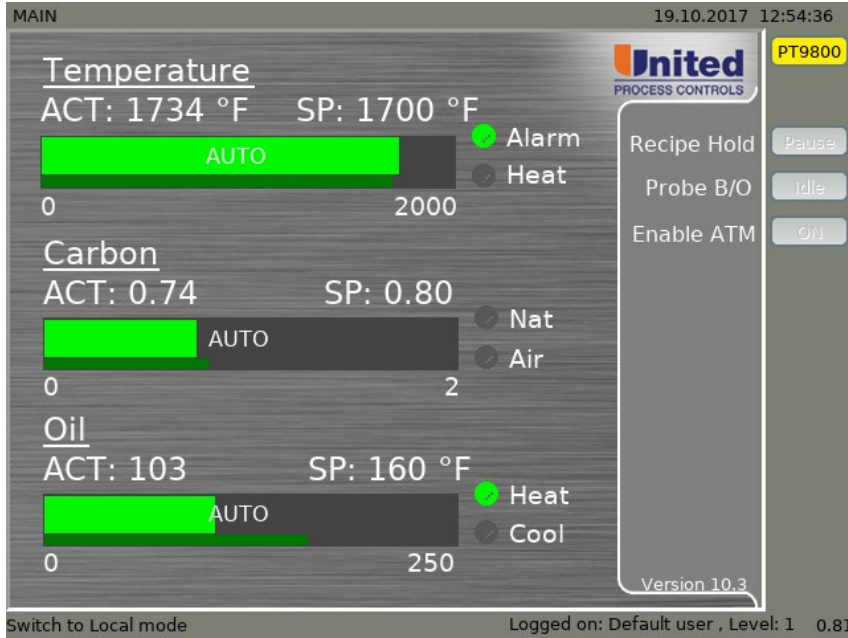 MAIN 19.10.2017 12:54:36
United
PROCESS CONTROLS
PT9800
Temperature
ACT: 1734 °F SP: 1700 °F
AUTO
Alarm
Heat
0 2000
Recipe Hold Pause
Probe B/O Idle
Enable ATM ON
Carbon
ACT: 0.74 SP: 0.80
AUTO
Nat
Air
0 2
Oil
ACT: 103 SP: 160 °F
AUTO
Heat
Cool
0 250
Version 10.3
Switch to Local mode Logged on: Default user , Level: 1 0.81